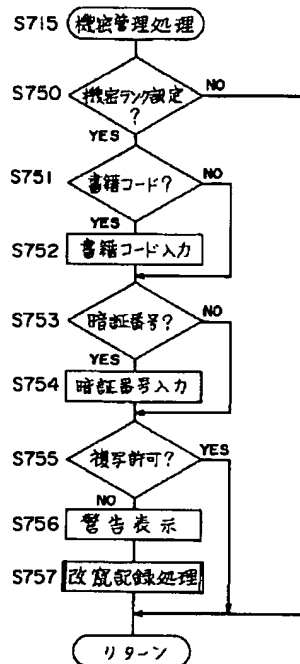 S715 機密管理処理
S750 機密ランク設定 NO
?
YES
S751 書籍コード? NO
YES
S752 書籍コード入力
S753 暗証番号? NO
YES
S754 暗証番号入力
S755 複写許可? YES
NO
S756 警告表示
S757 改竄記録処理
リターン